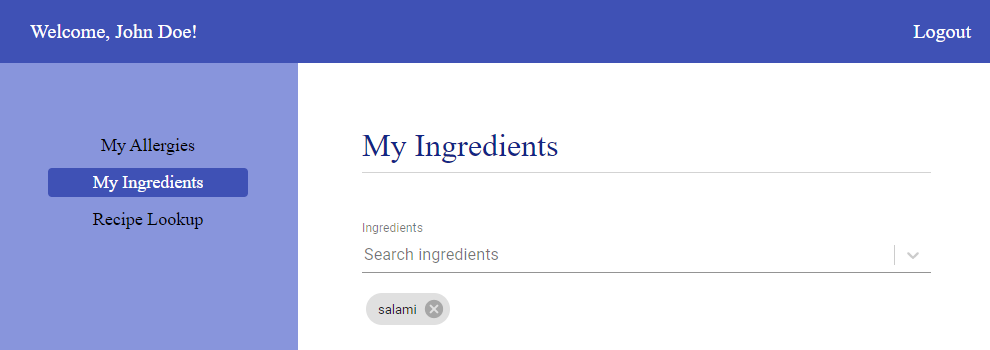 Welcome, John Doe!
Logout
My Allergies
My Ingredients
Recipe Lookup
My Ingredients
Ingredients
Search ingredients
salami